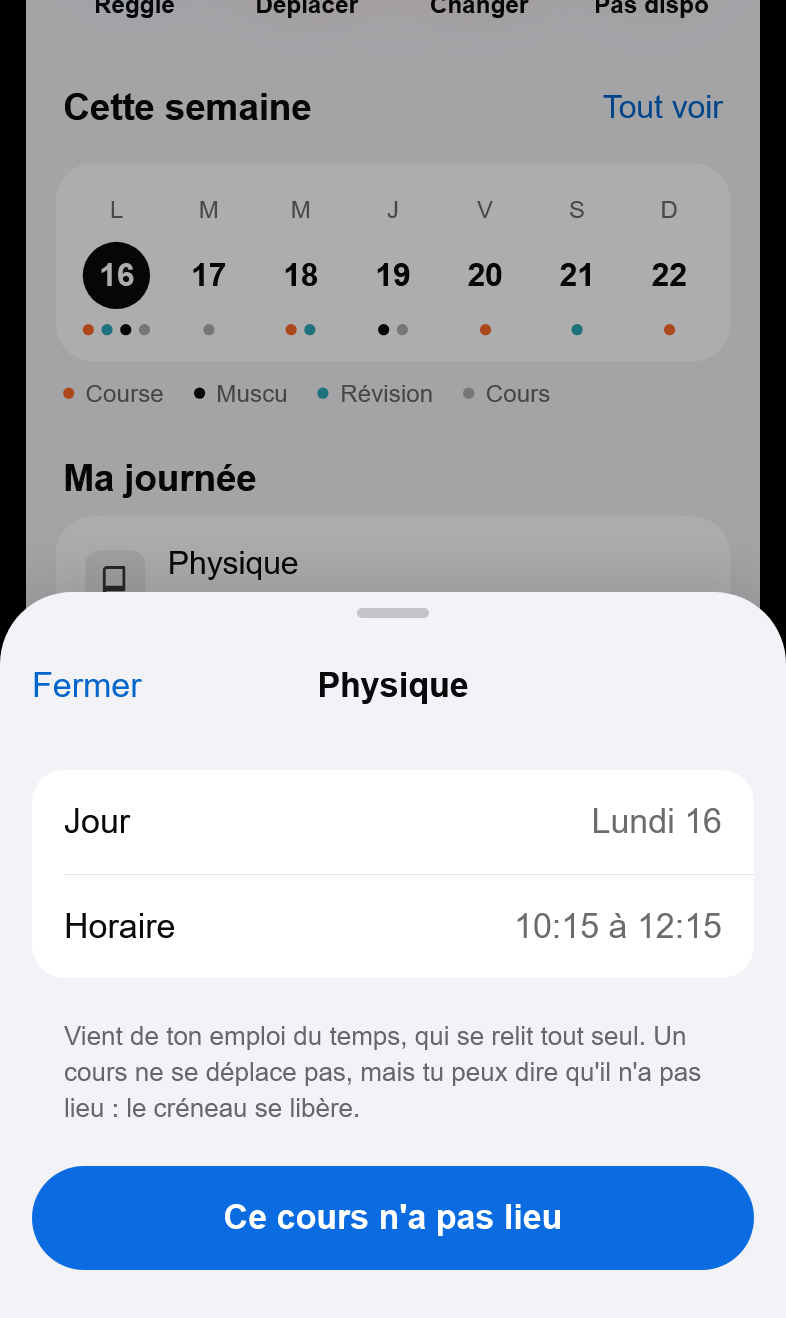 Reggie Déplacer Changer Pas dispo
Cette semaine Tout voir
L M M J V S D
16 17 18 19 20 21 22
Course Muscu Révision Cours
Ma journée
Physique
Fermer Physique
Jour Lundi 16
Horaire 10:15 à 12:15
Vient de ton emploi du temps, qui se relit tout seul. Un
cours ne se déplace pas, mais tu peux dire qu'il n'a pas
lieu : le créneau se libère.
Ce cours n'a pas lieu